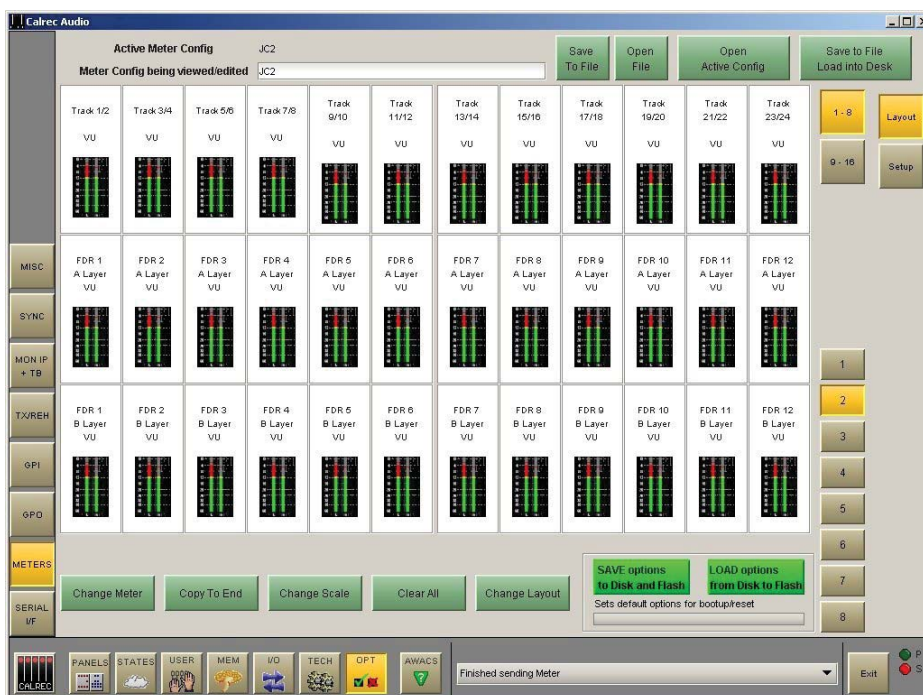 Calrec Audio
Active Meter Config JC2
Meter Config being viewed/edited JC2
Save To File
Open File
Open Active Config
Save to File Load into Desk
Track 1/2 VU
Track 3/4 VU
Track 5/6 VU
Track 7/8 VU
Track 9/10 VU
Track 11/12 VU
Track 13/14 VU
Track 15/16 VU
Track 17/18 VU
Track 19/20 VU
Track 21/22 VU
Track 23/24 VU
1 - 8
9 - 16
Layout
Setup
MISC
SYNC
MON IP + TB
TX/REH
GPI
GPO
METERS
SERIAL I/F
FDR 1 A Layer VU
FDR 2 A Layer VU
FDR 3 A Layer VU
FDR 4 A Layer VU
FDR 5 A Layer VU
FDR 6 A Layer VU
FDR 7 A Layer VU
FDR 8 A Layer VU
FDR 9 A Layer VU
FDR 10 A Layer VU
FDR 11 A Layer VU
FDR 12 A Layer VU
FDR 1 B Layer VU
FDR 2 B Layer VU
FDR 3 B Layer VU
FDR 4 B Layer VU
FDR 5 B Layer VU
FDR 6 B Layer VU
FDR 7 B Layer VU
FDR 8 B Layer VU
FDR 9 B Layer VU
FDR 10 B Layer VU
FDR 11 B Layer VU
FDR 12 B Layer VU
1
2
3
4
5
6
7
8
Change Meter
Copy To End
Change Scale
Clear All
Change Layout
SAVE options to Disk and Flash
LOAD options from Disk to Flash
Sets default options for bootup/reset
CALREC
PANELS
STATES
USER
MEM
I/O
TECH
OPT
AWACS
Finished sending Meter
Exit
P
S